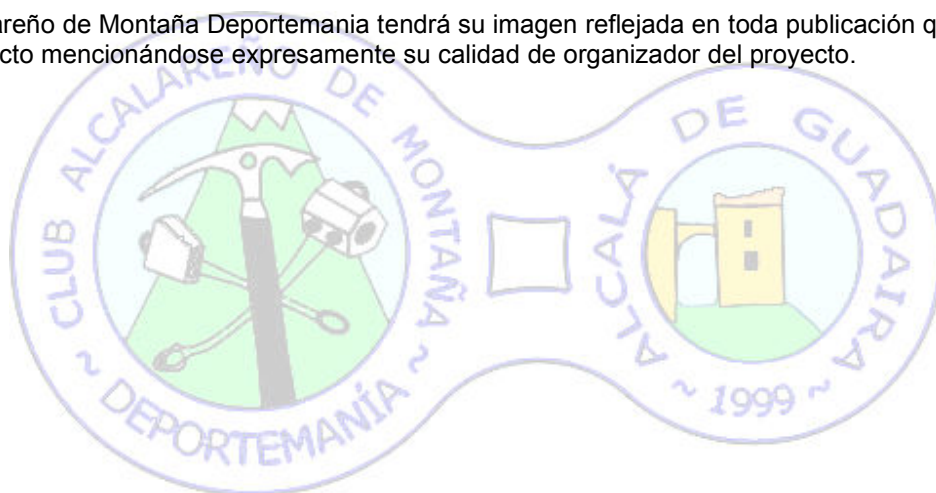 areño de Montaña Deportemania tendrá su imagen reflejada en toda publicación q
cto mencionándose expresamente su calidad de organizador del proyecto.
CLUB ALCALAREÑO DE MONTAÑA
~ DEPORTEMANÍA ~
ALCALÁ DE GUADAIRA
~ 1999 ~